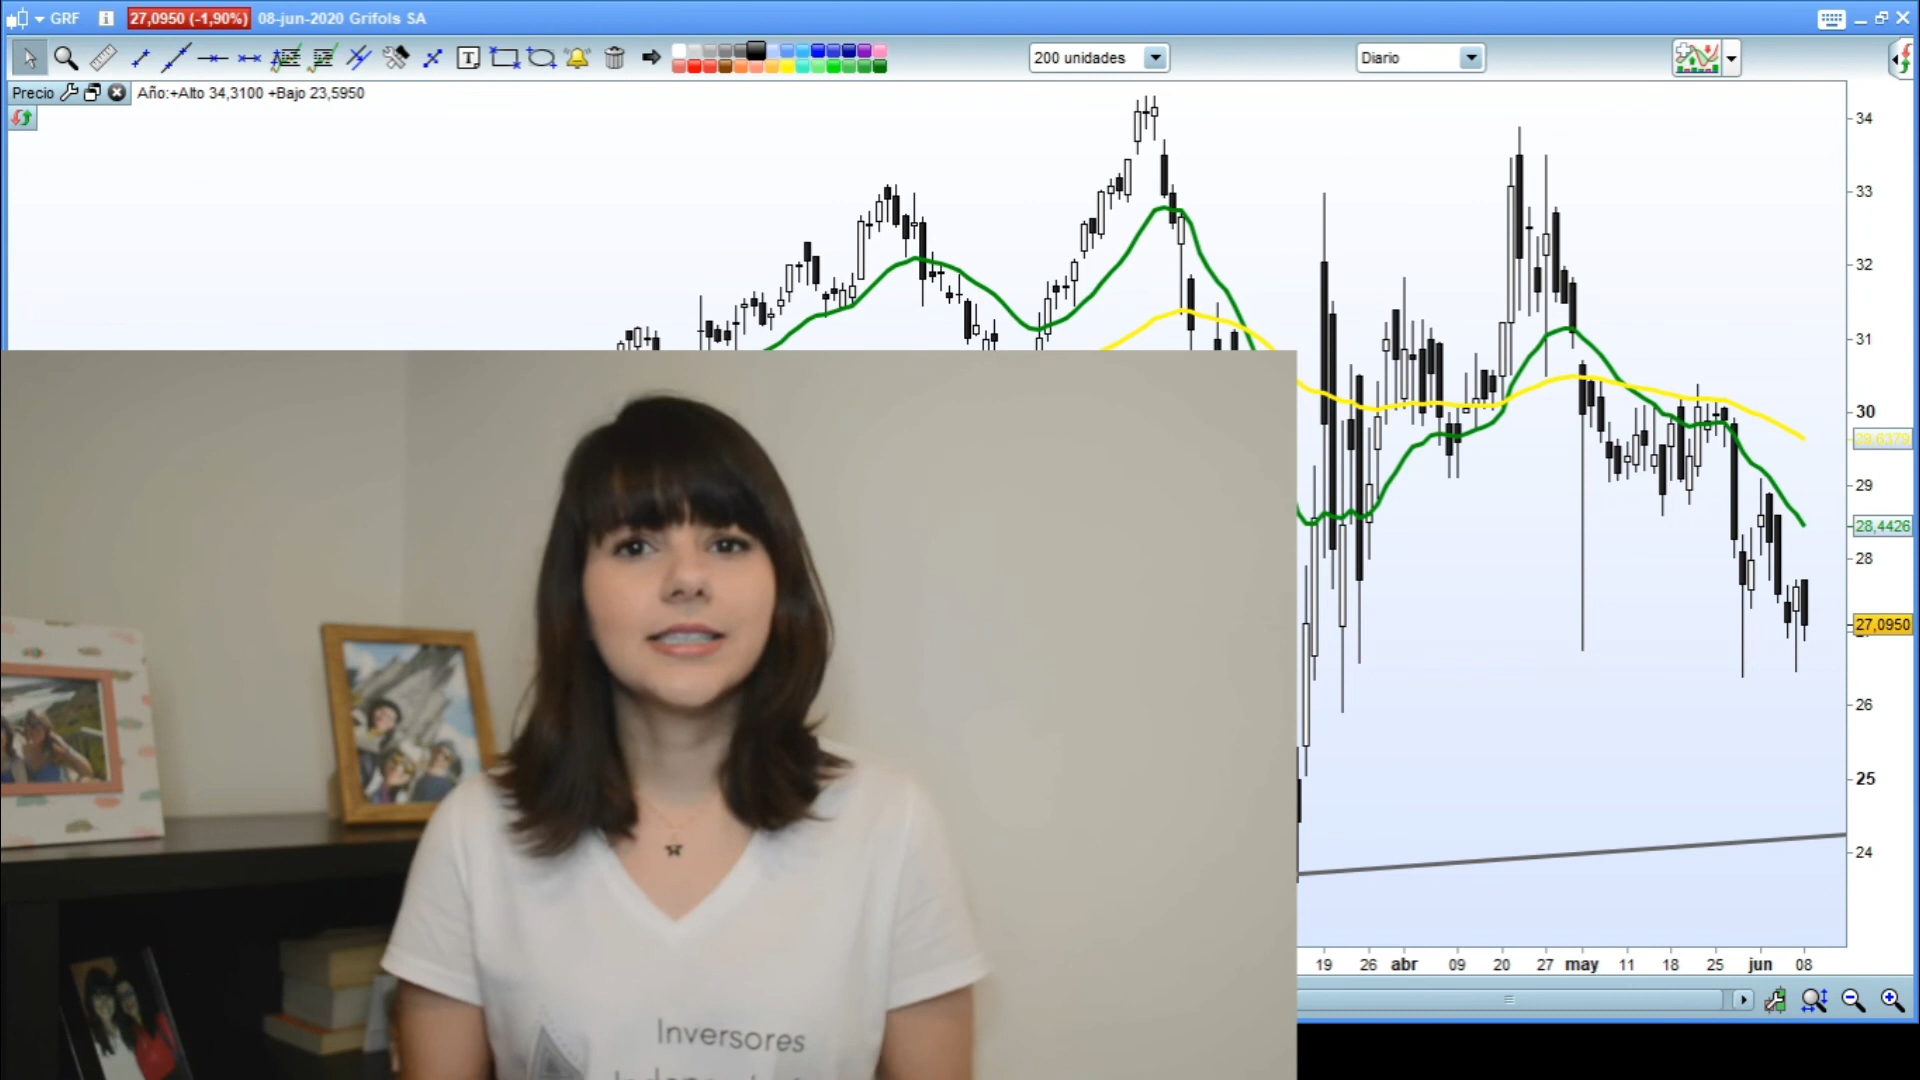 GRF 27,0950 (-1,90%) 08-jun-2020 Grifols SA
200 unidades Diario
Precio Año:+Alto 34,3100 +Bajo 23,5950
34
33
32
31
30
29,6379
29
28,4426
28
27,0950
26
25
24
19 26 abr 09 20 27 may 11 18 25 jun 08
Inversores